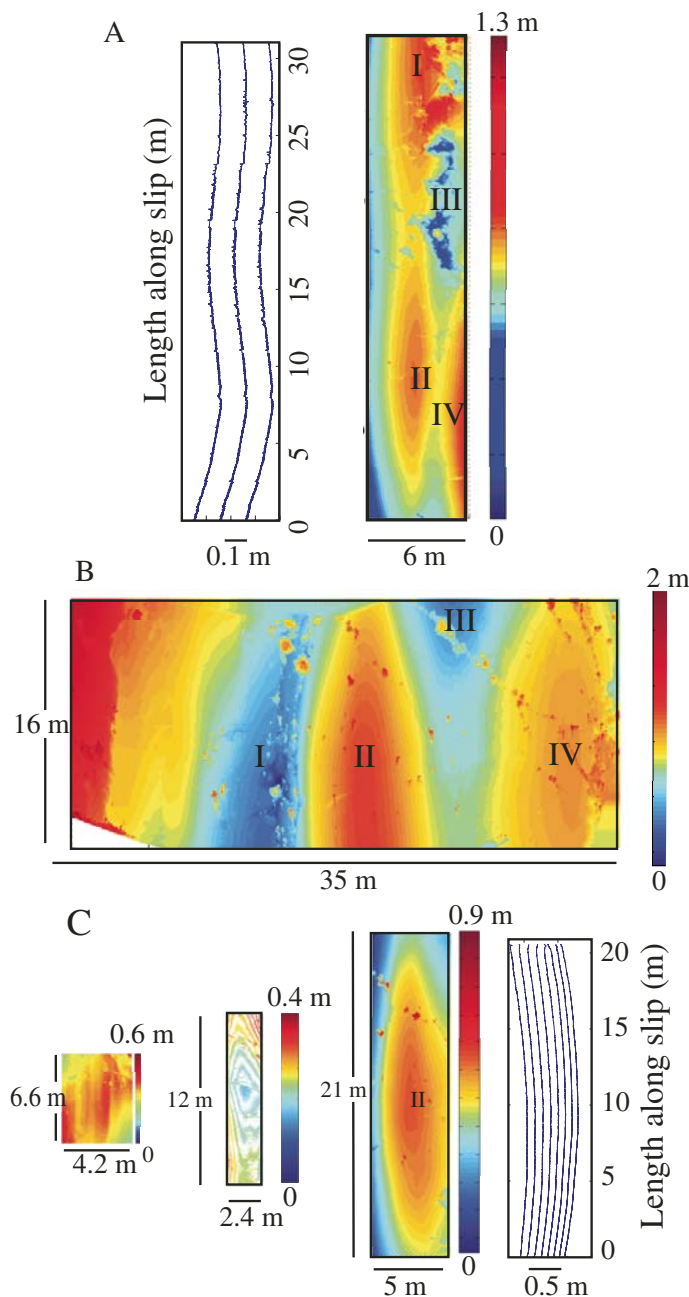 A
Length along slip (m)
30
25
20
15
10
5
0
0.1 m
I
III
II
IV
6 m
1.3 m
0
B
16 m
I
II
III
IV
35 m
2 m
0
C
6.6 m
4.2 m
0.6 m
0
12 m
2.4 m
0.4 m
0
21 m
II
5 m
0.9 m
0
20
15
10
5
0
Length along slip (m)
0.5 m